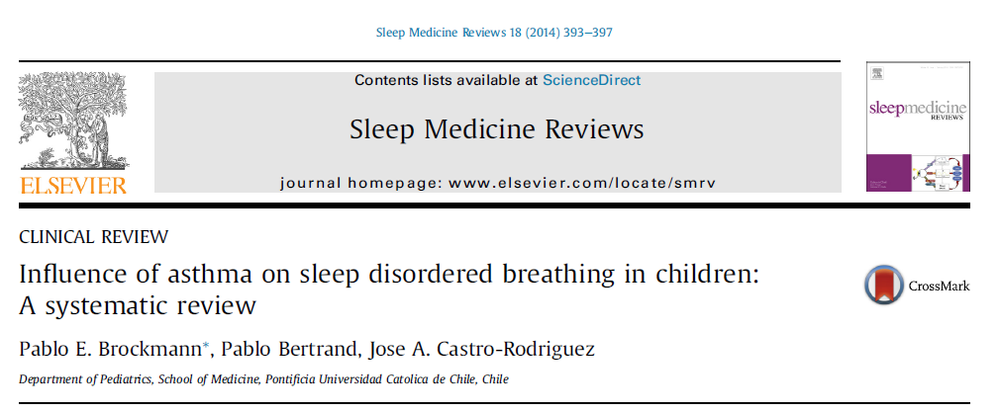 Sleep Medicine Reviews 18 (2014) 393–397
Contents lists available at ScienceDirect
Sleep Medicine Reviews
journal homepage: www.elsevier.com/locate/smrv
ELSEVIER
sleepmedicine
REVIEWS
CLINICAL REVIEW
Influence of asthma on sleep disordered breathing in children:
A systematic review
CrossMark
Pablo E. Brockmann*, Pablo Bertrand, Jose A. Castro-Rodriguez
Department of Pediatrics, School of Medicine, Pontificia Universidad Catolica de Chile, Chile